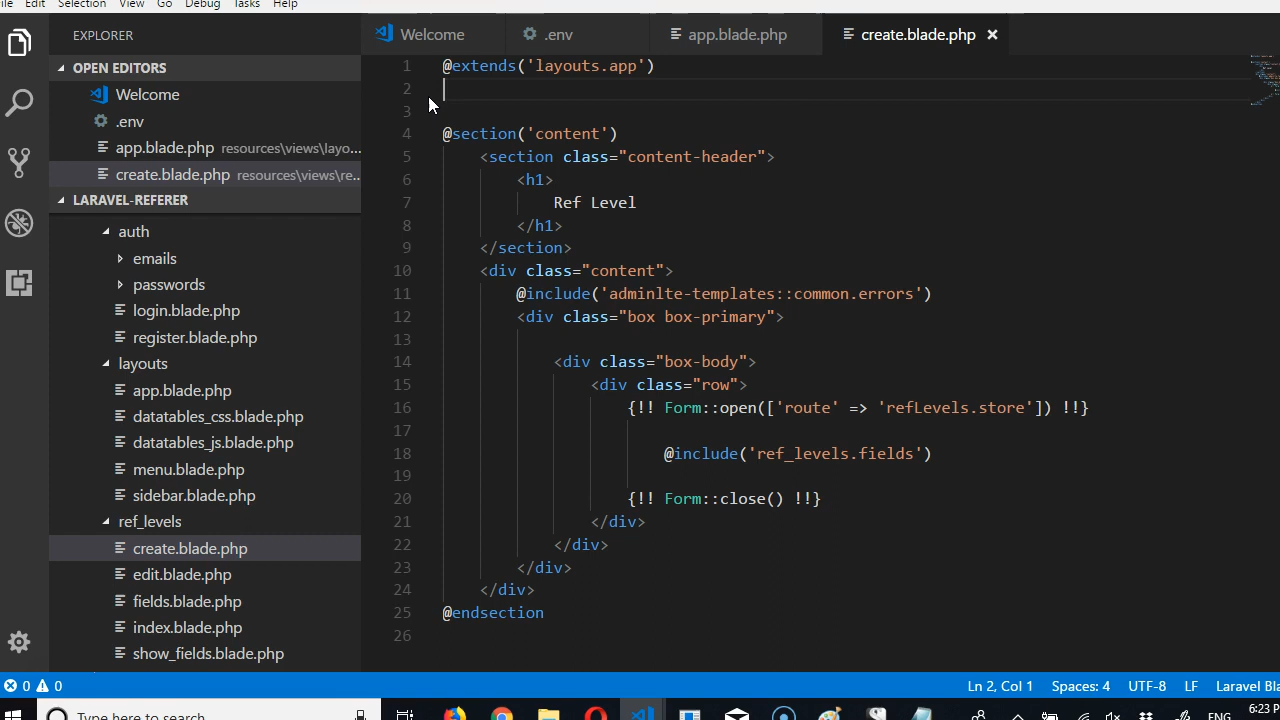 ile Edit Selection View Go Debug Tasks Help
EXPLORER
OPEN EDITORS
Welcome
.env
app.blade.php resources\views\layo...
create.blade.php resources\views\re...
LARAVEL-REFERER
auth
emails
passwords
login.blade.php
register.blade.php
layouts
app.blade.php
datatables_css.blade.php
datatables_js.blade.php
menu.blade.php
sidebar.blade.php
ref_levels
create.blade.php
edit.blade.php
fields.blade.php
index.blade.php
show_fields.blade.php
Welcome .env app.blade.php create.blade.php
1 @extends('layouts.app')
2
3
4 @section('content')
5 <section class="content-header">
6 <h1>
7 Ref Level
8 </h1>
9 </section>
10 <div class="content">
11 @include('adminlte-templates::common.errors')
12 <div class="box box-primary">
13
14 <div class="box-body">
15 <div class="row">
16 {!! Form::open(['route' => 'refLevels.store']) !!}
17
18 @include('ref_levels.fields')
19
20 {!! Form::close() !!}
21 </div>
22 </div>
23 </div>
24 </div>
25 @endsection
26
0 0 Ln 2, Col 1 Spaces: 4 UTF-8 LF Laravel Bla
Type here to search ENG 6:23 P